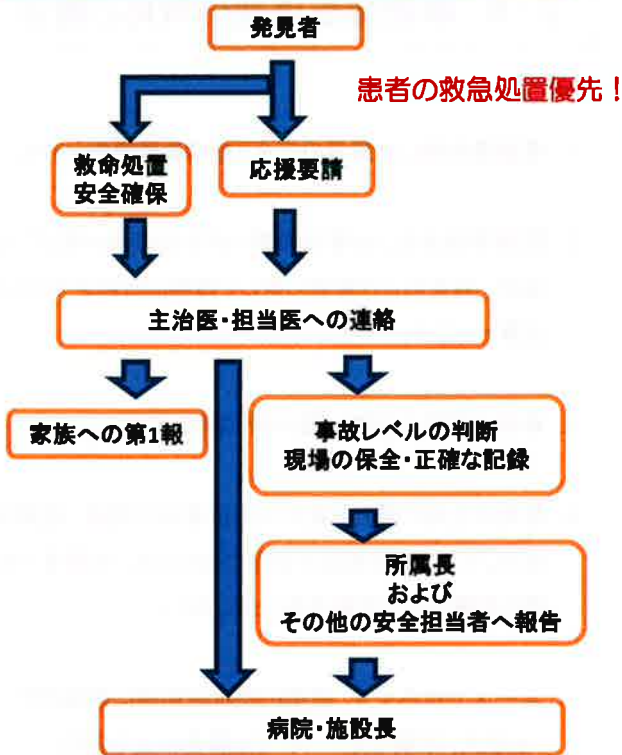 発見者
患者の救急処置優先！
救命処置
安全確保
応援要請
主治医・担当医への連絡
家族への第1報
事故レベルの判断
現場の保全・正確な記録
所属長
および
その他の安全担当者へ報告
病院・施設長